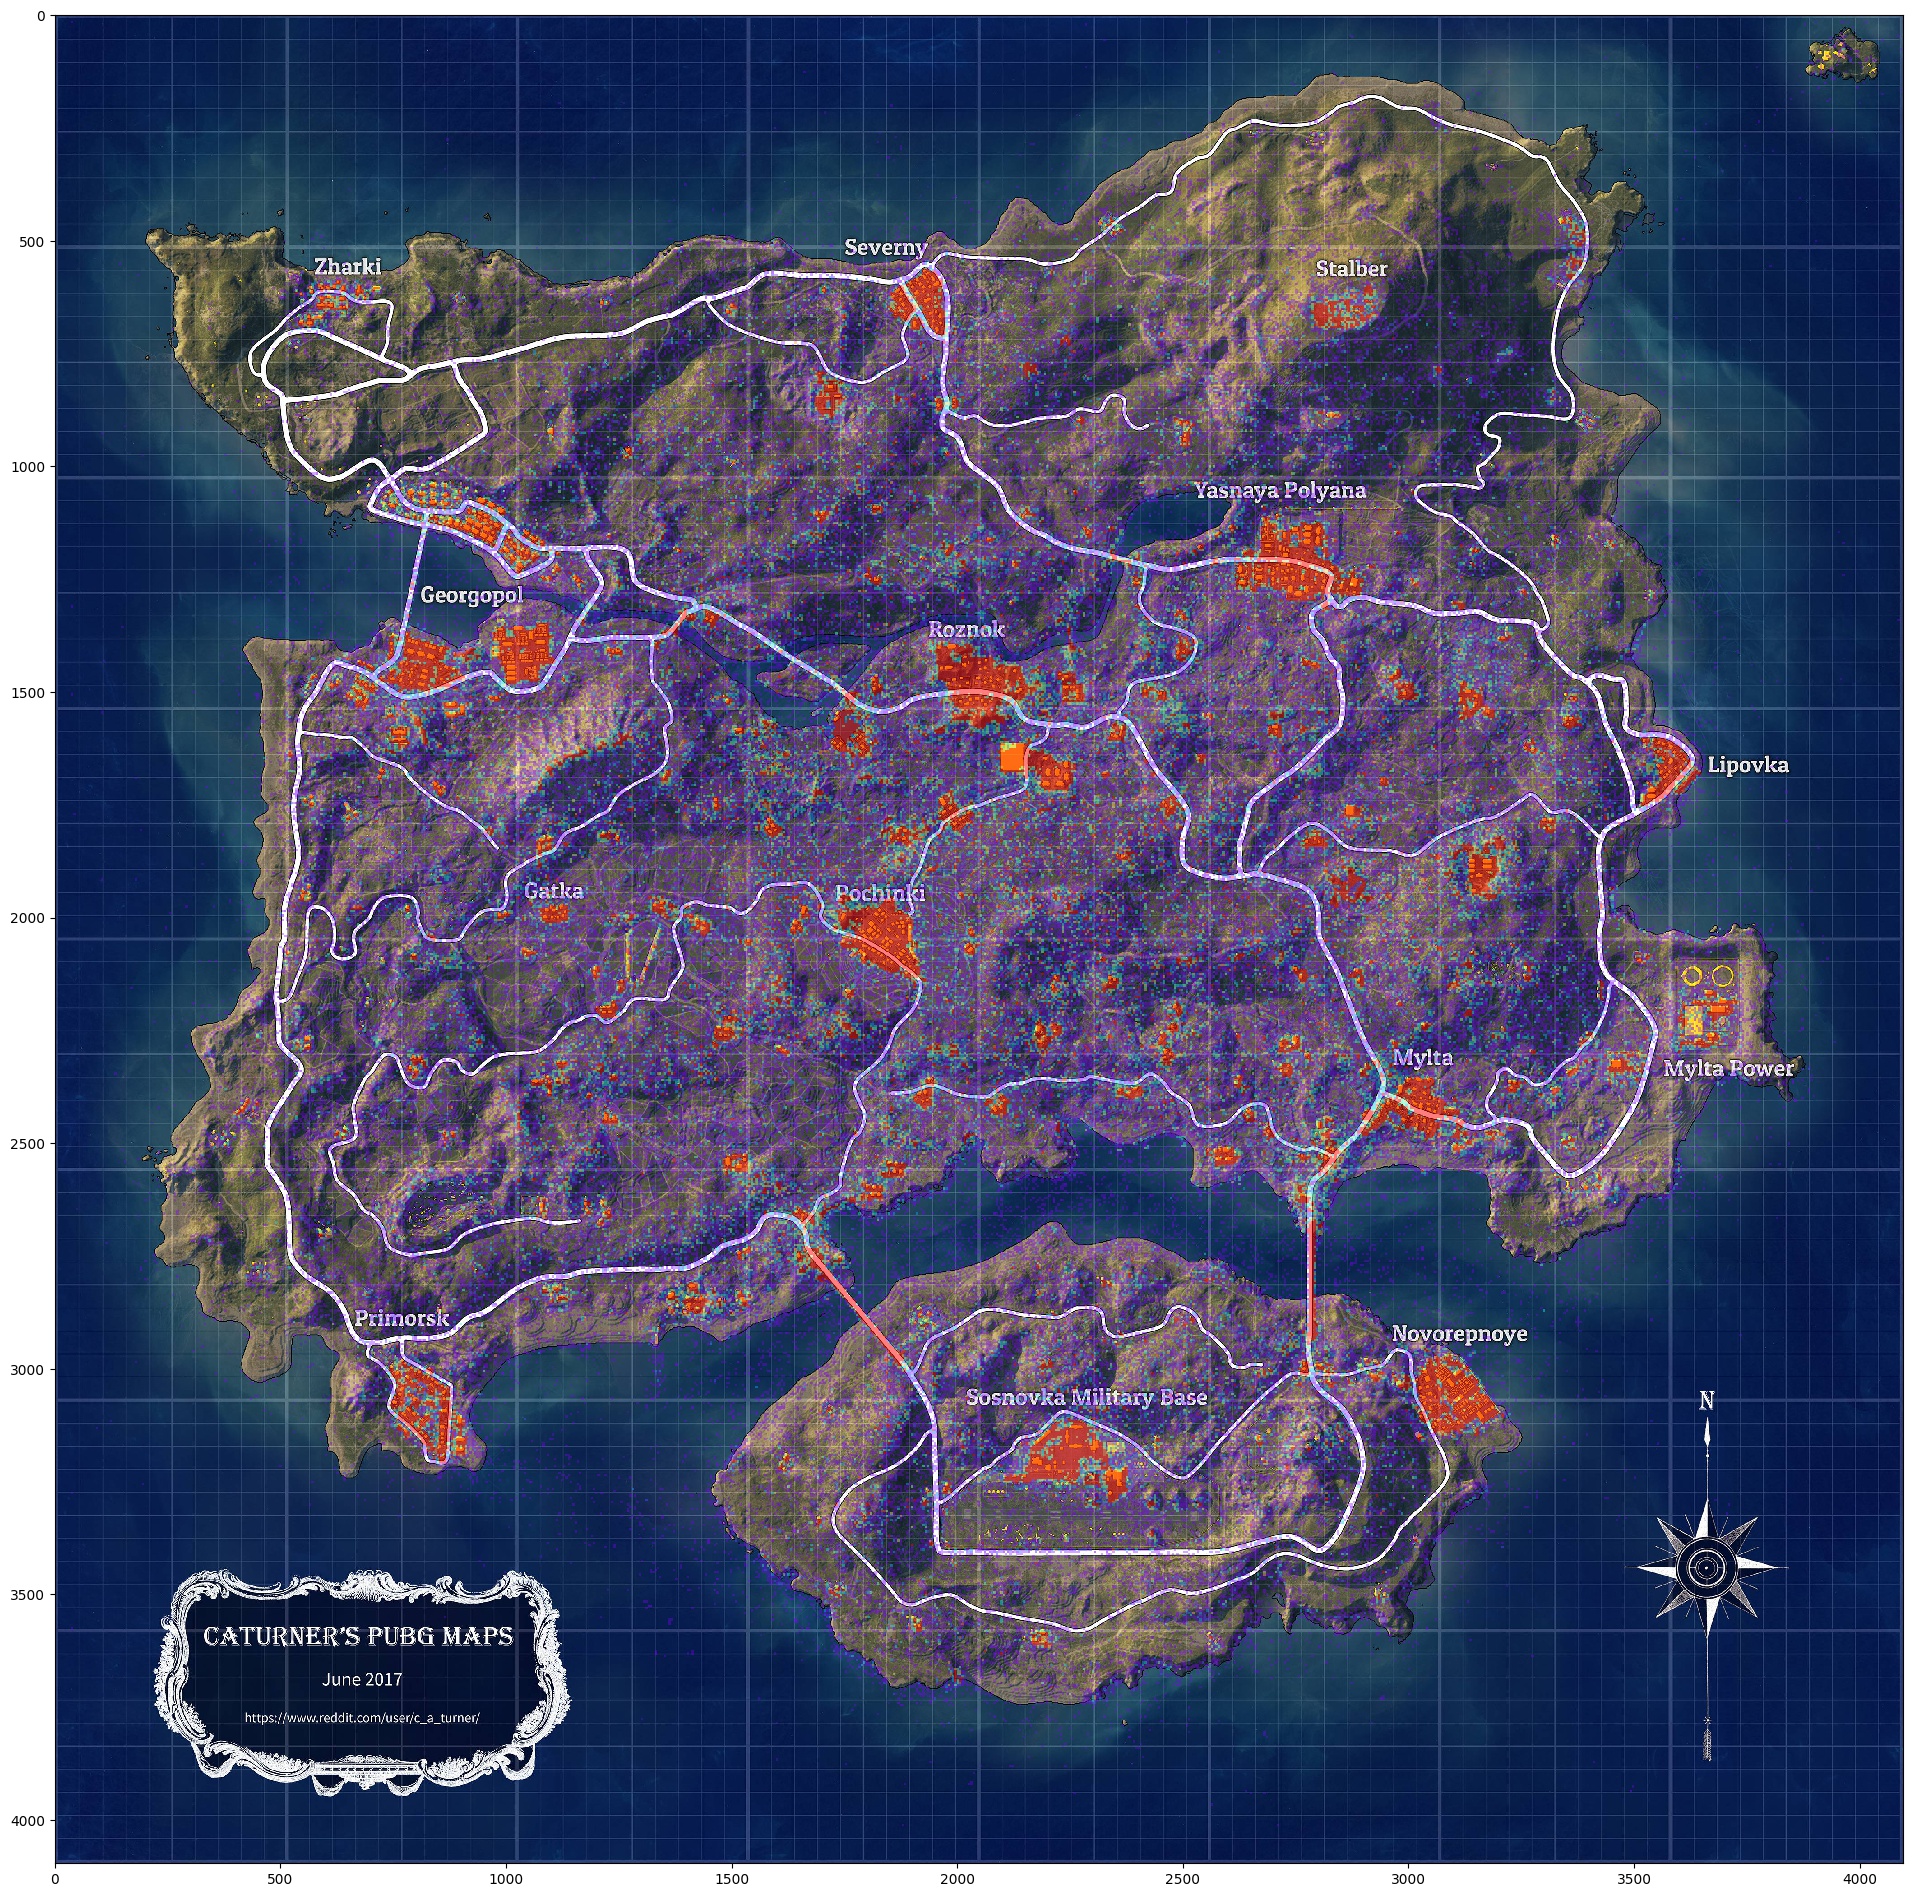 0
500
1000
1500
2000
2500
3000
3500
4000
Severny
Zharki
Stalber
Yasnaya Polyana
Georgopol
Roznok
Lipovka
Gatka
Pochinki
Mylta
Mylta Power
Primorsk
Novorepnoye
Sosnovka Military Base
N
CATURNER'S PUBG MAPS
June 2017
https://www.reddit.com/user/c_a_turner/
0 500 1000 1500 2000 2500 3000 3500 4000